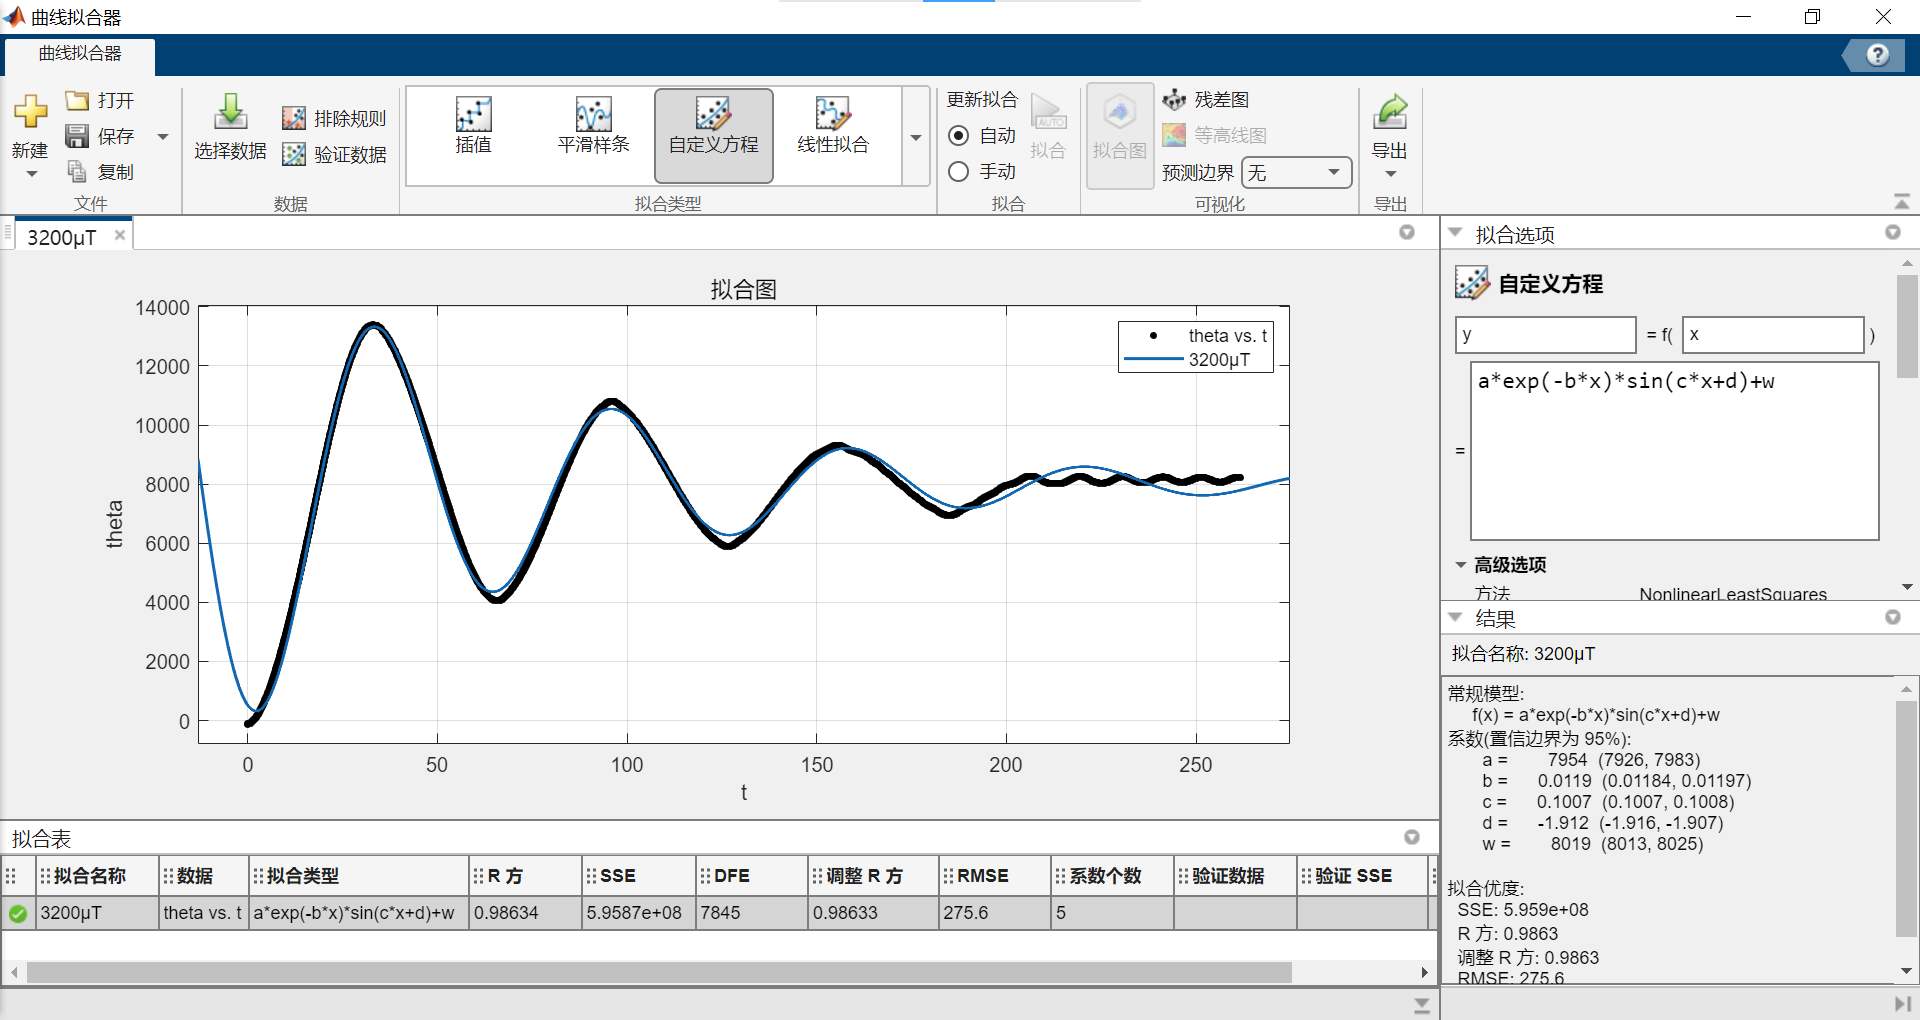 曲线拟合器
曲线拟合器
?
新建
打开
保存
复制
文件
选择数据
排除规则
验证数据
数据
插值
平滑样条
自定义方程
线性拟合
拟合类型
更新拟合
自动
手动
AUTO
拟合
拟合
拟合图
残差图
等高线图
预测边界 无
可视化
导出
导出
3200μT
拟合图
theta vs. t
3200μT
14000
12000
10000
8000
6000
4000
2000
0
theta
0 50 100 150 200 250
t
拟合表
拟合名称 数据 拟合类型 R 方 SSE DFE 调整 R 方 RMSE 系数个数 验证数据 验证 SSE
3200μT theta vs. t a*exp(-b*x)*sin(c*x+d)+w 0.98634 5.9587e+08 7845 0.98633 275.6 5
拟合选项
自定义方程
y = f( x )
= a*exp(-b*x)*sin(c*x+d)+w
高级选项
方法 NonlinearLeastSquares
结果
拟合名称: 3200μT
常规模型:
f(x) = a*exp(-b*x)*sin(c*x+d)+w
系数(置信边界为 95%):
a = 7954 (7926, 7983)
b = 0.0119 (0.01184, 0.01197)
c = 0.1007 (0.1007, 0.1008)
d = -1.912 (-1.916, -1.907)
w = 8019 (8013, 8025)
拟合优度:
SSE: 5.959e+08
R 方: 0.9863
调整 R 方: 0.9863
RMSE: 275.6